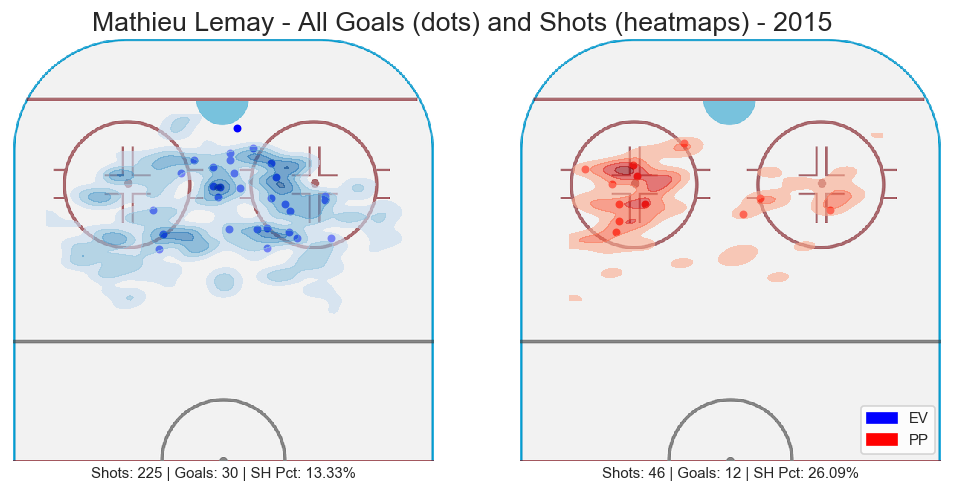 Mathieu Lemay - All Goals (dots) and Shots (heatmaps) - 2015
EV
PP
Shots: 225 | Goals: 30 | SH Pct: 13.33%
Shots: 46 | Goals: 12 | SH Pct: 26.09%